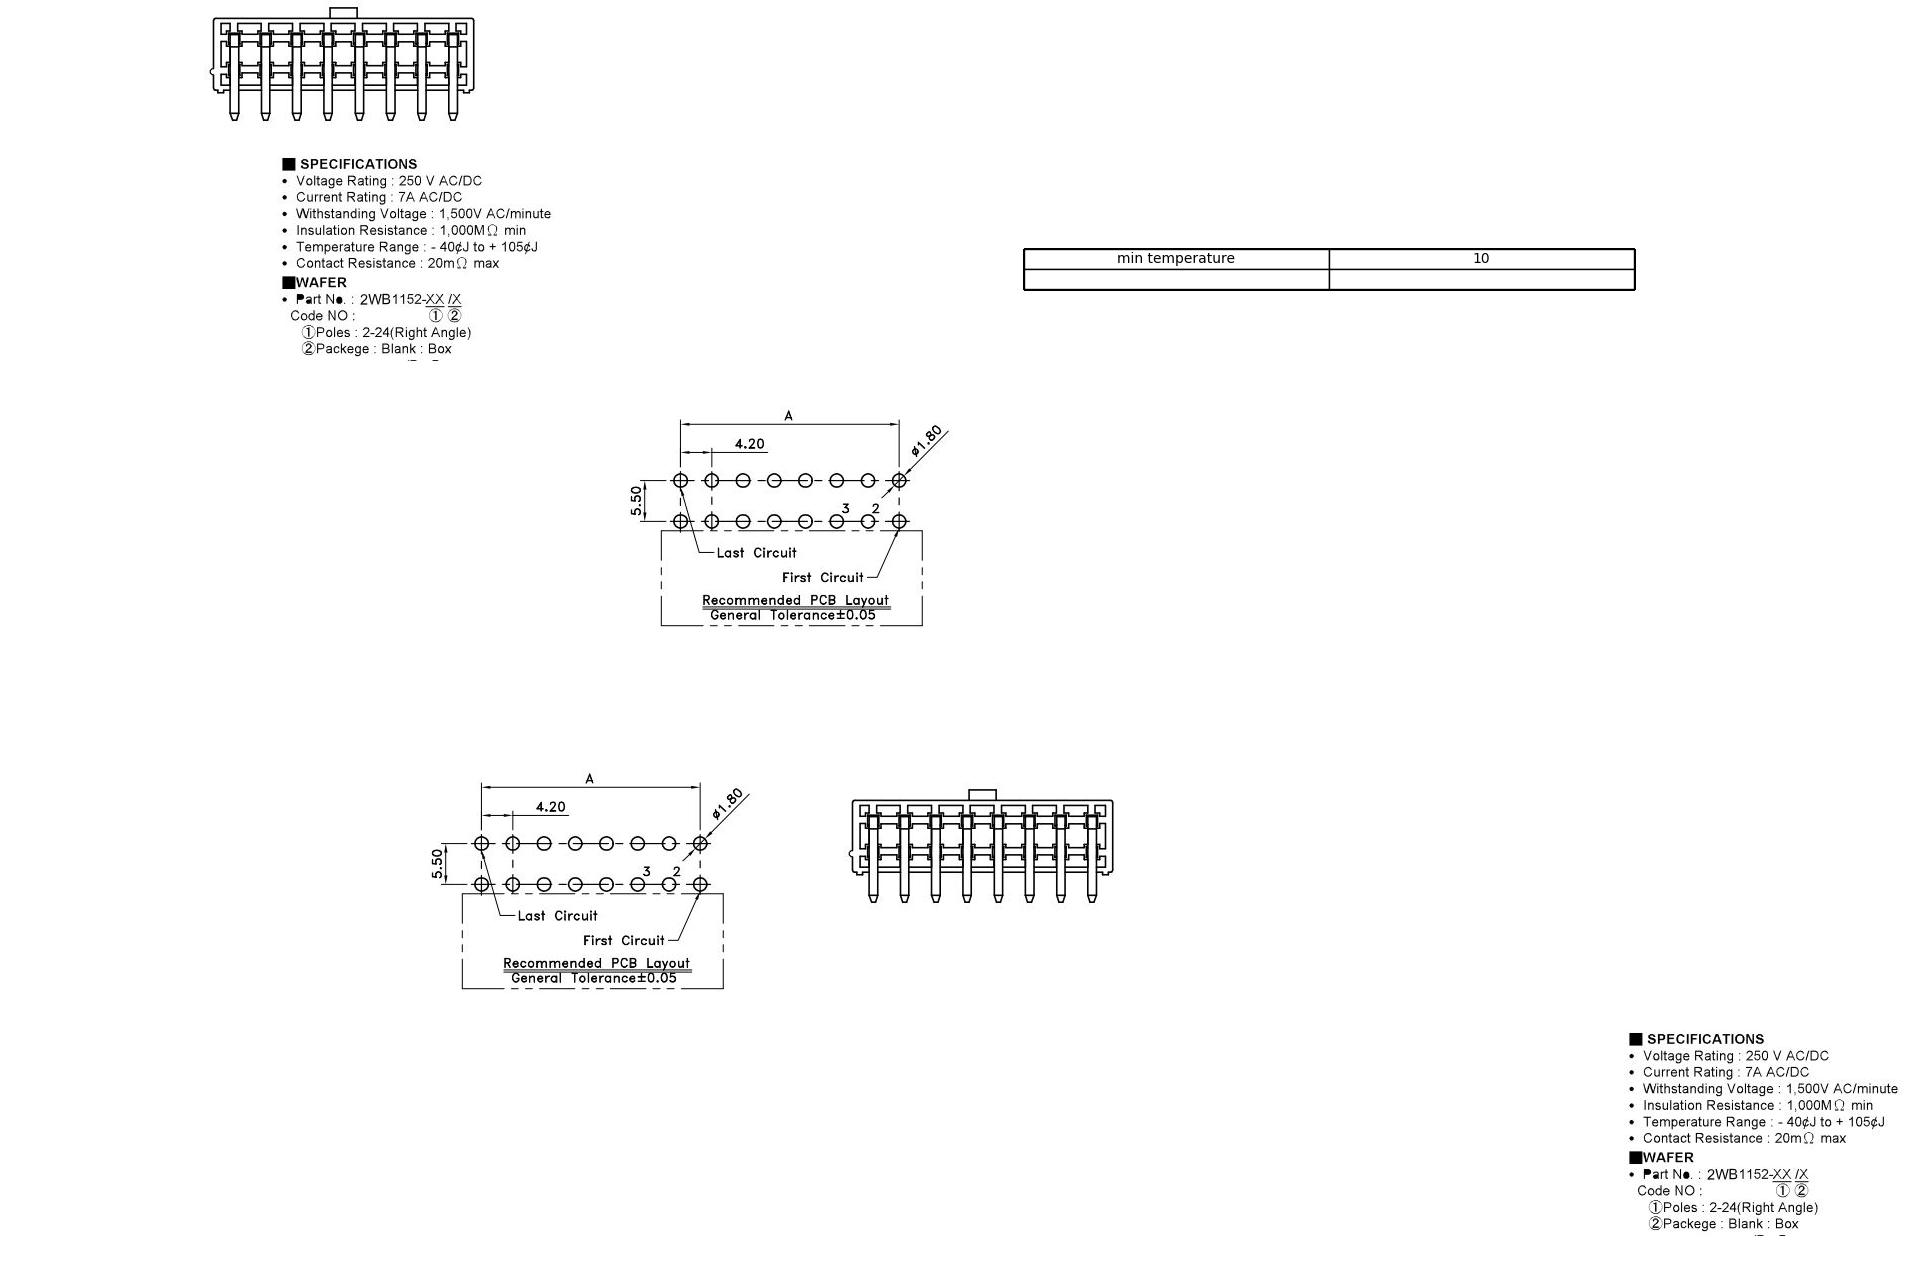 ■ SPECIFICATIONS
• Voltage Rating : 250 V AC/DC
• Current Rating : 7A AC/DC
• Withstanding Voltage : 1,500V AC/minute
• Insulation Resistance : 1,000MΩ min
• Temperature Range : - 40¢J to + 105¢J
• Contact Resistance : 20mΩ max
■WAFER
• Part No. : 2WB1152-XX /X
Code NO : ① ②
①Poles : 2-24(Right Angle)
②Packege : Blank : Box
min temperature 10
A
4.20
ø1.80
5.50
3 2
Last Circuit
First Circuit
Recommended PCB Layout
General Tolerance±0.05
A
4.20
ø1.80
5.50
3 2
Last Circuit
First Circuit
Recommended PCB Layout
General Tolerance±0.05
■ SPECIFICATIONS
• Voltage Rating : 250 V AC/DC
• Current Rating : 7A AC/DC
• Withstanding Voltage : 1,500V AC/minute
• Insulation Resistance : 1,000MΩ min
• Temperature Range : - 40¢J to + 105¢J
• Contact Resistance : 20mΩ max
■WAFER
• Part No. : 2WB1152-XX /X
Code NO : ① ②
①Poles : 2-24(Right Angle)
②Packege : Blank : Box